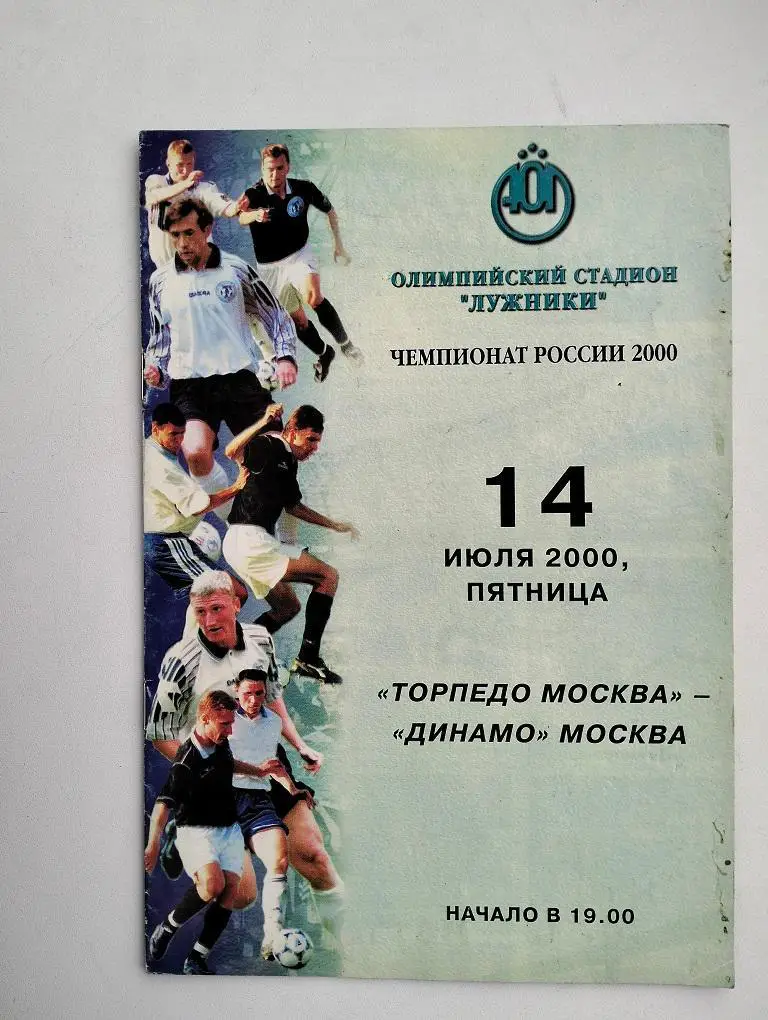 ОЛИМПИЙСКИЙ СТАДИОН
"ЛУЖНИКИ"
ЧЕМПИОНАТ РОССИИ 2000
14
ИЮЛЯ 2000,
ПЯТНИЦА
«ТОРПЕДО МОСКВА» –
«ДИНАМО» МОСКВА
НАЧАЛО В 19.00